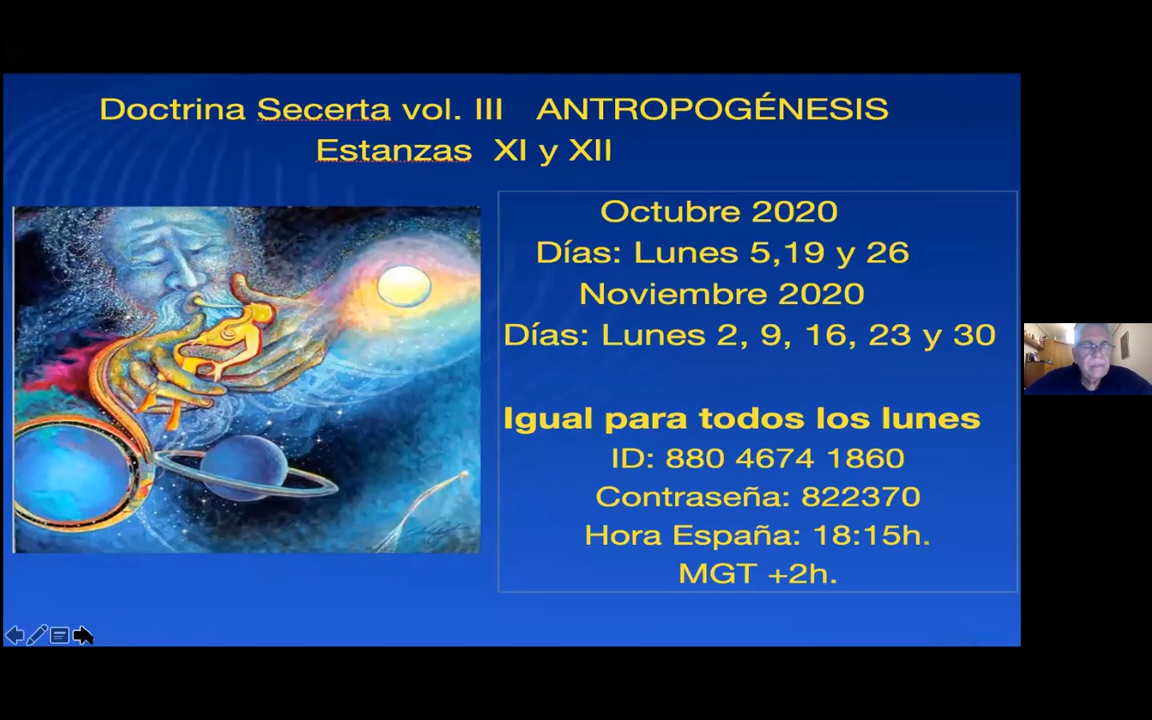 Doctrina Secerta vol. III ANTROPOGÉNESIS
Estanzas XI y XII
Octubre 2020
Días: Lunes 5,19 y 26
Noviembre 2020
Días: Lunes 2, 9, 16, 23 y 30
Igual para todos los lunes
ID: 880 4674 1860
Contraseña: 822370
Hora España: 18:15h.
MGT +2h.